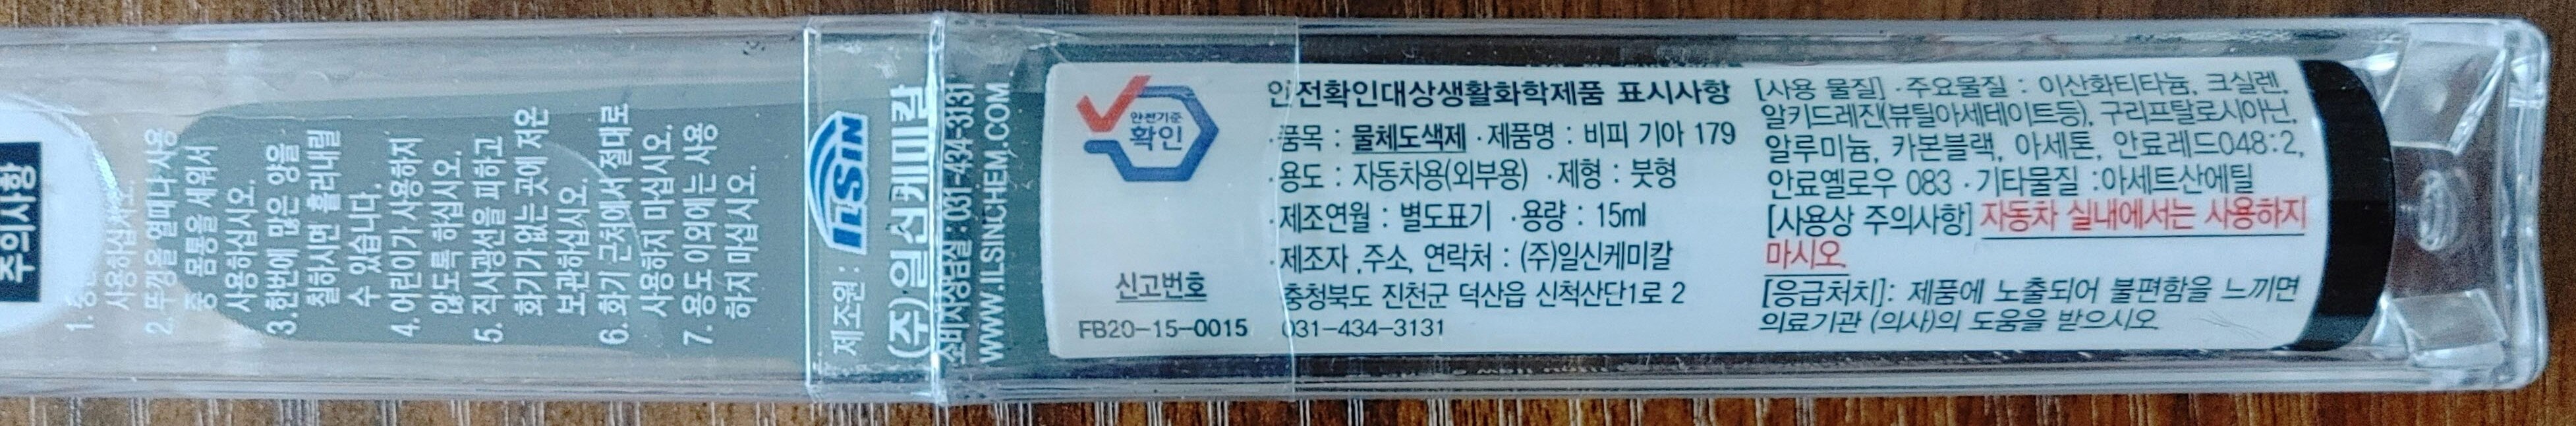 주의사항
사용하십시오.
2. 뚜껑을 열때나 사용
중 몸통을 세워서
사용하십시오.
3. 한번에 많은 양을
칠하시면 흘러내릴
수 있습니다.
4. 어린이가 사용하지
않도록 하십시오.
5. 직사광선을 피하고
화기가 없는 곳에 저온
보관하십시오.
6. 화기 근처에서 절대로
사용하지 마십시오.
7. 용도 이외에는 사용
하지 마십시오.
제조원 : ILSIN
(주)일신케미칼
소비자상담실 : 031-434-3131
WWW.ILSINCHEM.COM
안전기준
확인
신고번호
FB20-15-0015
안전확인대상생활화학제품 표시사항
·품목 : 물체도색제 ·제품명 : 비피 기아 179
·용도 : 자동차용(외부용) ·제형 : 붓형
·제조연월 : 별도표기 ·용량 : 15ml
·제조자 ,주소, 연락처 : (주)일신케미칼
충청북도 진천군 덕산읍 신척산단1로 2
031-434-3131
[사용 물질] ·주요물질 : 이산화티타늄, 크실렌,
알키드레진(뷰틸아세테이트등), 구리프탈로시아닌,
알루미늄, 카본블랙, 아세톤, 안료레드048:2,
안료옐로우 083 ·기타물질 :아세트산에틸
[사용상 주의사항] 자동차 실내에서는 사용하지
마시오.
[응급처치]: 제품에 노출되어 불편함을 느끼면
의료기관 (의사)의 도움을 받으시오.